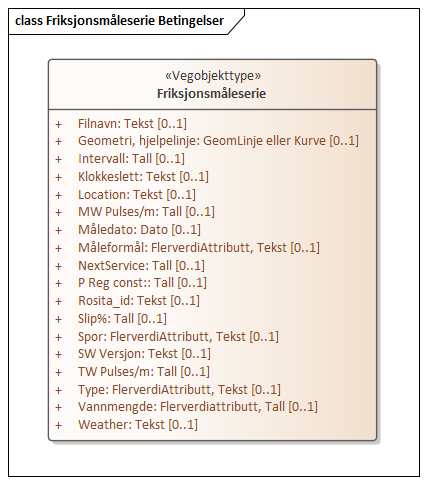 class Friksjonsmåleserie Betingelser
«Vegobjekttype»
Friksjonsmåleserie
+ Filnavn: Tekst [0..1]
+ Geometri, hjelpelinje: GeomLinje eller Kurve [0..1]
+ Intervall: Tall [0..1]
+ Klokkeslett: Tekst [0..1]
+ Location: Tekst [0..1]
+ MW Pulses/m: Tall [0..1]
+ Måledato: Dato [0..1]
+ Måleformål: FlerverdiAttributt, Tekst [0..1]
+ NextService: Tall [0..1]
+ P Reg const:: Tall [0..1]
+ Rosita_id: Tekst [0..1]
+ Slip%: Tall [0..1]
+ Spor: FlerverdiAttributt, Tekst [0..1]
+ SW Versjon: Tekst [0..1]
+ TW Pulses/m: Tall [0..1]
+ Type: FlerverdiAttributt, Tekst [0..1]
+ Vannmengde: Flerverdiattributt, Tall [0..1]
+ Weather: Tekst [0..1]